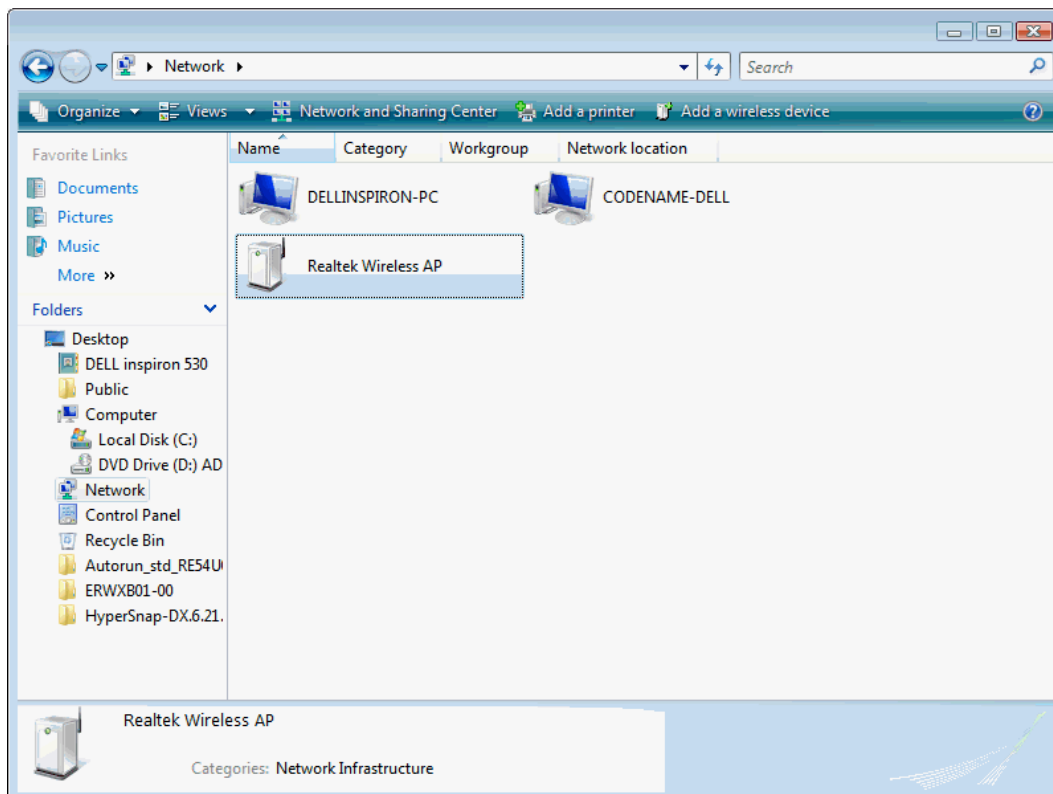 Network
Search
Organize Views Network and Sharing Center Add a printer Add a wireless device
Favorite Links
Documents
Pictures
Music
More »
Folders
Desktop
DELL inspiron 530
Public
Computer
Local Disk (C:)
DVD Drive (D:) AD
Network
Control Panel
Recycle Bin
Autorun_std_RE54U
ERWXB01-00
HyperSnap-DX.6.21.
Name Category Workgroup Network location
DELLINSPIRON-PC CODENAME-DELL
Realtek Wireless AP
Realtek Wireless AP
Categories: Network Infrastructure